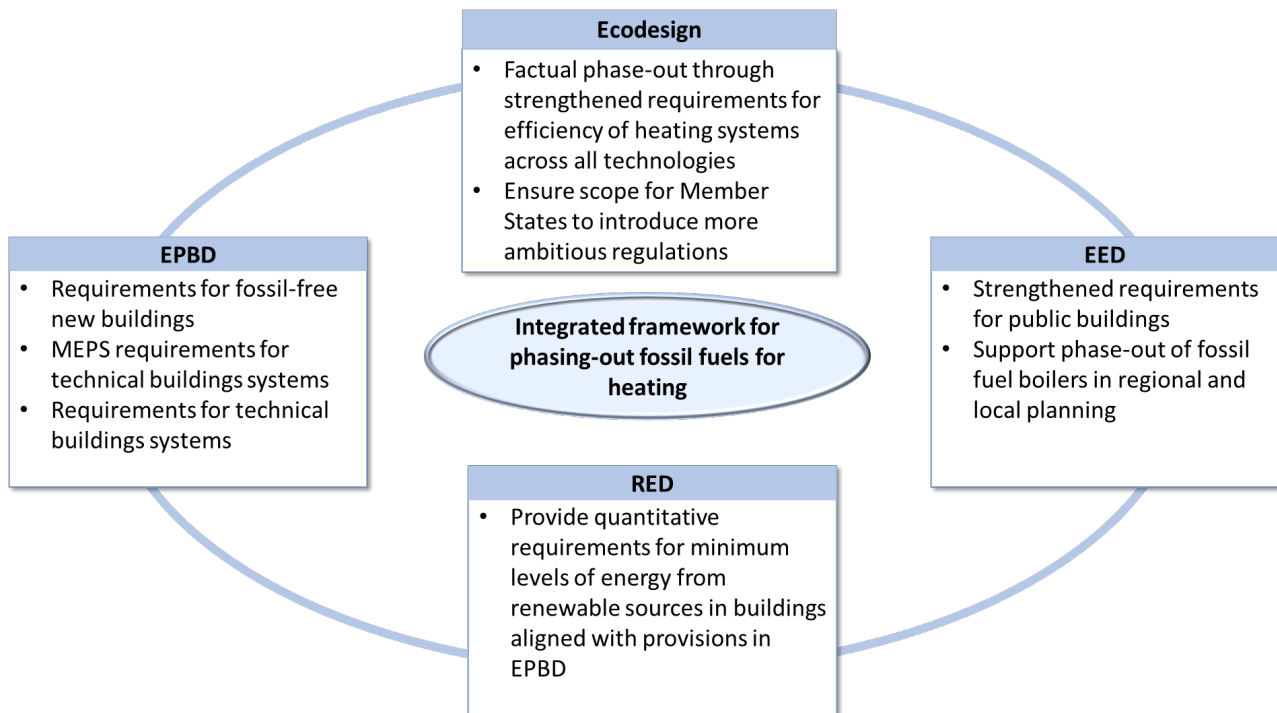 Ecodesign
• Factual phase-out through
strengthened requirements for
efficiency of heating systems
across all technologies
• Ensure scope for Member
States to introduce more
ambitious regulations
EPBD
• Requirements for fossil-free
new buildings
• MEPS requirements for
technical buildings systems
• Requirements for technical
buildings systems
Integrated framework for
phasing-out fossil fuels for
heating
EED
• Strengthened requirements
for public buildings
• Support phase-out of fossil
fuel boilers in regional and
local planning
RED
• Provide quantitative
requirements for minimum
levels of energy from
renewable sources in buildings
aligned with provisions in
EPBD